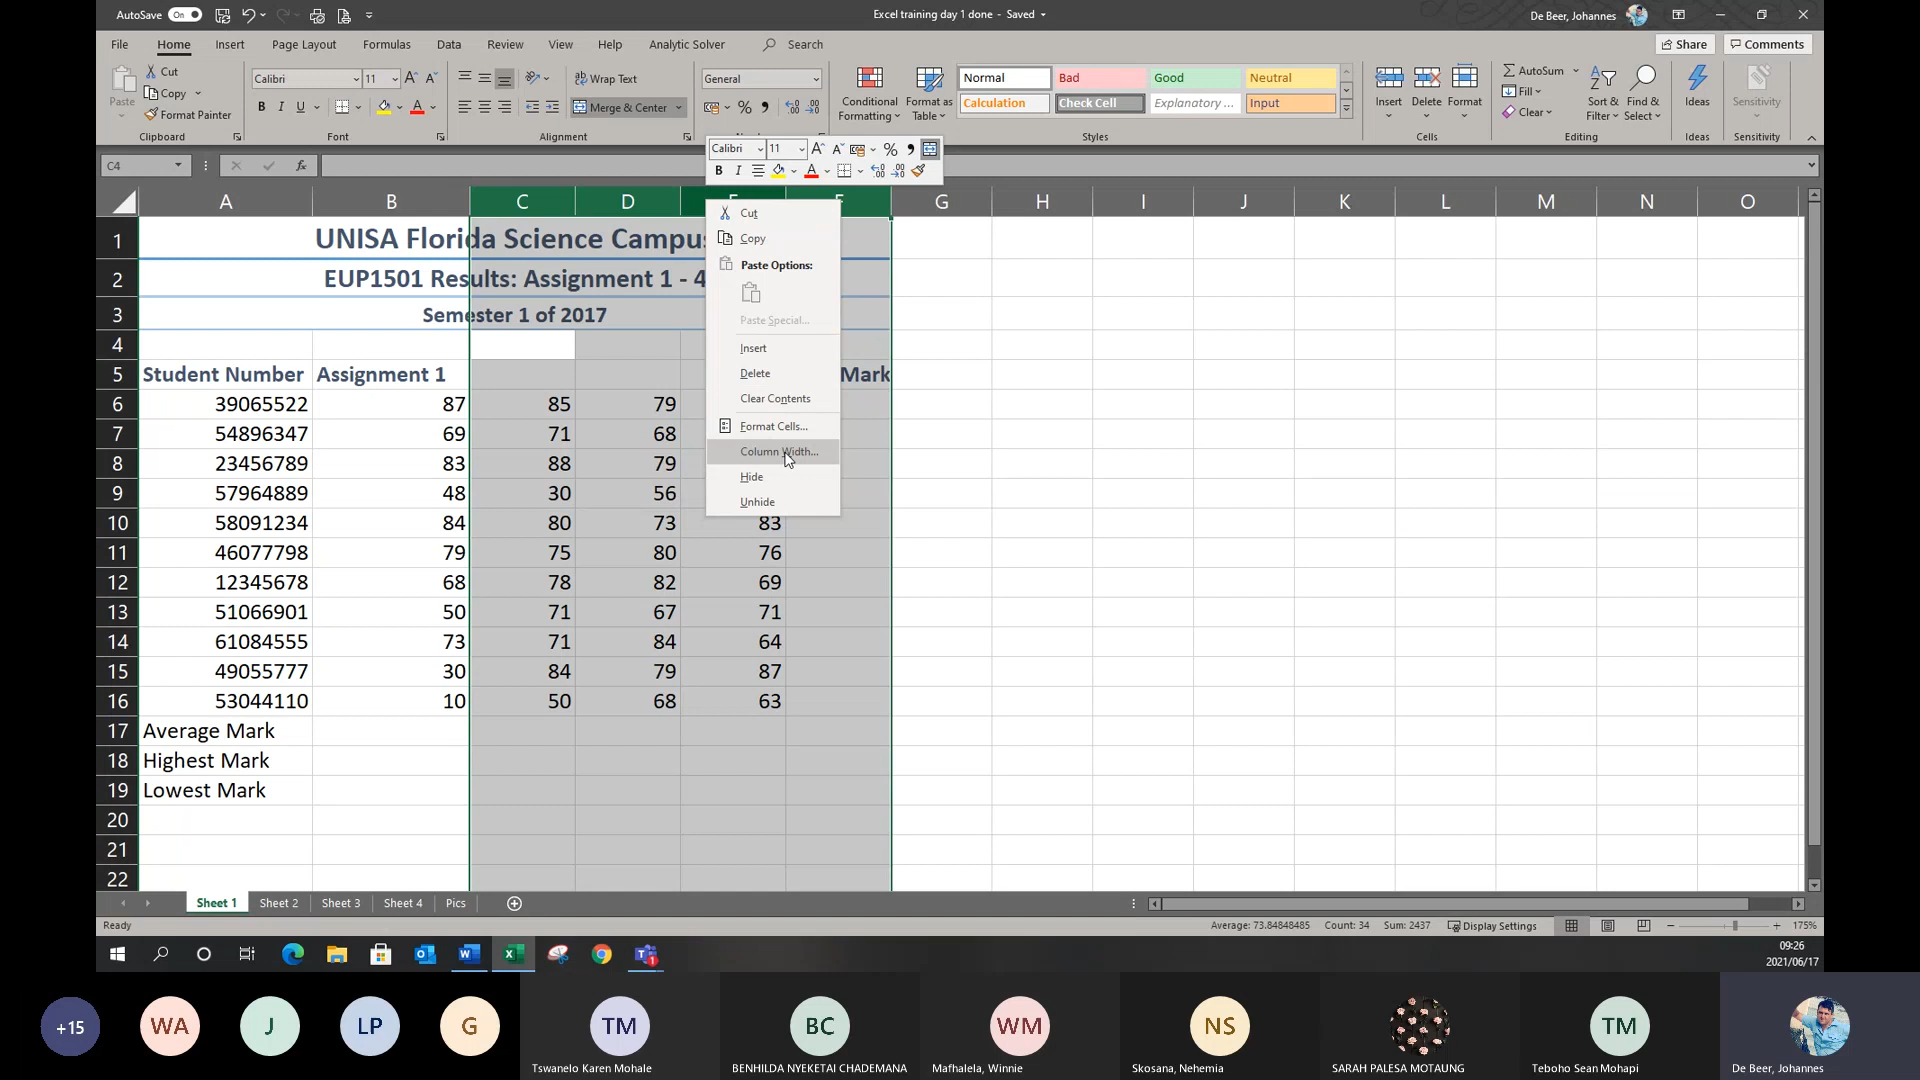 AutoSave On
Excel training day 1 done - Saved
De Beer, Johannes
File Home Insert Page Layout Formulas Data Review View Help Analytic Solver Search
Share Comments
Paste
Cut
Copy
Format Painter
Clipboard
Calibri 11
B I U
Font
Wrap Text
Merge & Center
Alignment
General
Conditional Formatting
Format as Table
Normal Bad Good Neutral
Calculation Check Cell Explanatory ... Input
Styles
Insert Delete Format
Cells
AutoSum
Fill
Clear
Sort & Filter
Find & Select
Editing
Ideas
Ideas
Sensitivity
Sensitivity
C4
fx
Calibri 11
B I
A B C D G H I J K L M N O
Cut
Copy
Paste Options:
Paste Special...
Insert
Delete
Clear Contents
Format Cells...
Column Width...
Hide
Unhide
1 UNISA Florida Science Campus
2 EUP1501 Results: Assignment 1 - 4
3 Semester 1 of 2017
4
5 Student Number Assignment 1 Mark
6 39065522 87 85 79
7 54896347 69 71 68
8 23456789 83 88 79
9 57964889 48 30 56
10 58091234 84 80 73 83
11 46077798 79 75 80 76
12 12345678 68 78 82 69
13 51066901 50 71 67 71
14 61084555 73 71 84 64
15 49055777 30 84 79 87
16 53044110 10 50 68 63
17 Average Mark
18 Highest Mark
19 Lowest Mark
20
21
22
Sheet 1 Sheet 2 Sheet 3 Sheet 4 Pics
Ready
Average: 73.84848485 Count: 34 Sum: 2437 Display Settings 175%
09:26
2021/06/17
+15 WA J LP G TM BC WM NS TM
Tswanelo Karen Mohale
BENHILDA NYEKETAI CHADEMANA
Mafhalela, Winnie
Skosana, Nehemia
SARAH PALESA MOTAUNG
Teboho Sean Mohapi
De Beer, Johannes